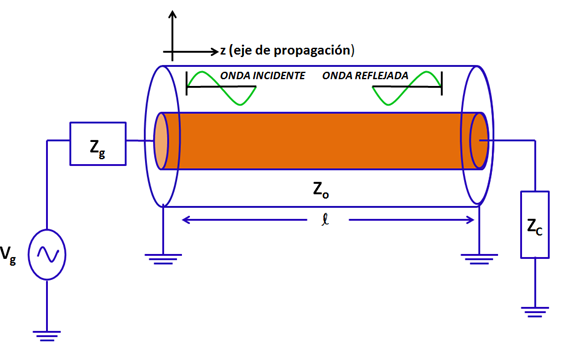 z (eje de propagación)
ONDA INCIDENTE
ONDA REFLEJADA
Zg
Zo
ℓ
Vg
ZC